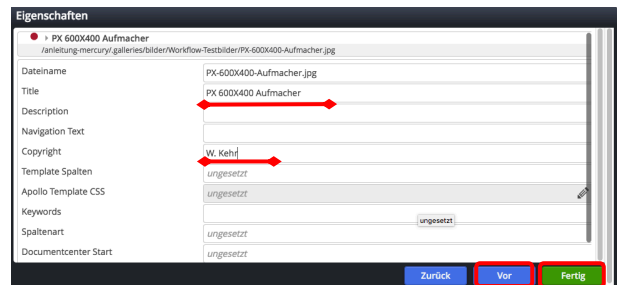 Eigenschaften
PX 600X400 Aufmacher
/anleitung-mercury/.galleries/bilder/Workflow-Testbilder/PX-600X400-Aufmacher.jpg
Dateiname PX-600X400-Aufmacher.jpg
Title PX 600X400 Aufmacher
Description
Navigation Text
Copyright W. Kehr
Template Spalten ungesetzt
Apollo Template CSS ungesetzt
Keywords
ungesetzt
Spaltenart ungesetzt
Documentcenter Start ungesetzt
Zurück Vor Fertig